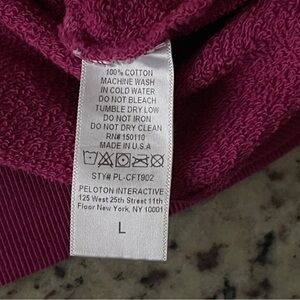 100% COTTON
MACHINE WASH
IN COLD WATER
DO NOT BLEACH
TUMBLE DRY LOW
DO NOT IRON
DO NOT DRY CLEAN
RN# 150110
MADE IN U.S.A
STY# PL-CFT902
PELOTON INTERACTIVE
125 West 25th Street 11th
Floor New York, NY 10001
L